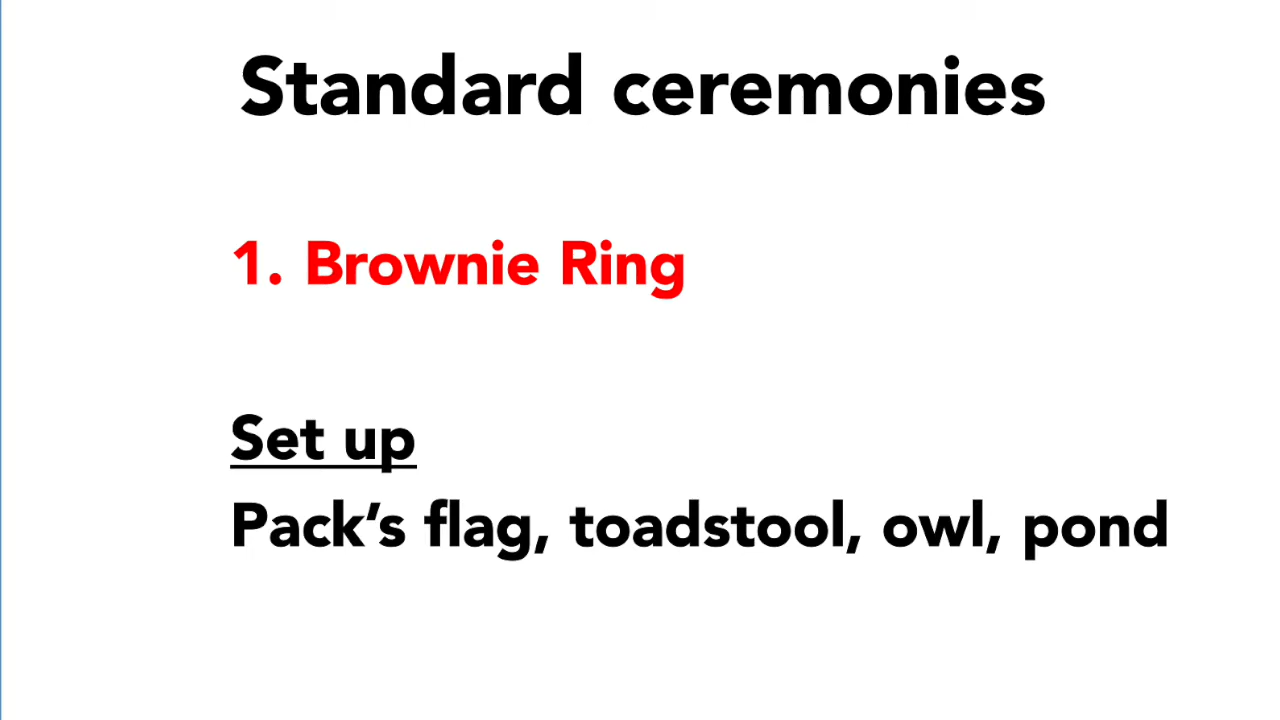 Standard ceremonies
1. Brownie Ring
Set up
Pack’s flag, toadstool, owl, pond